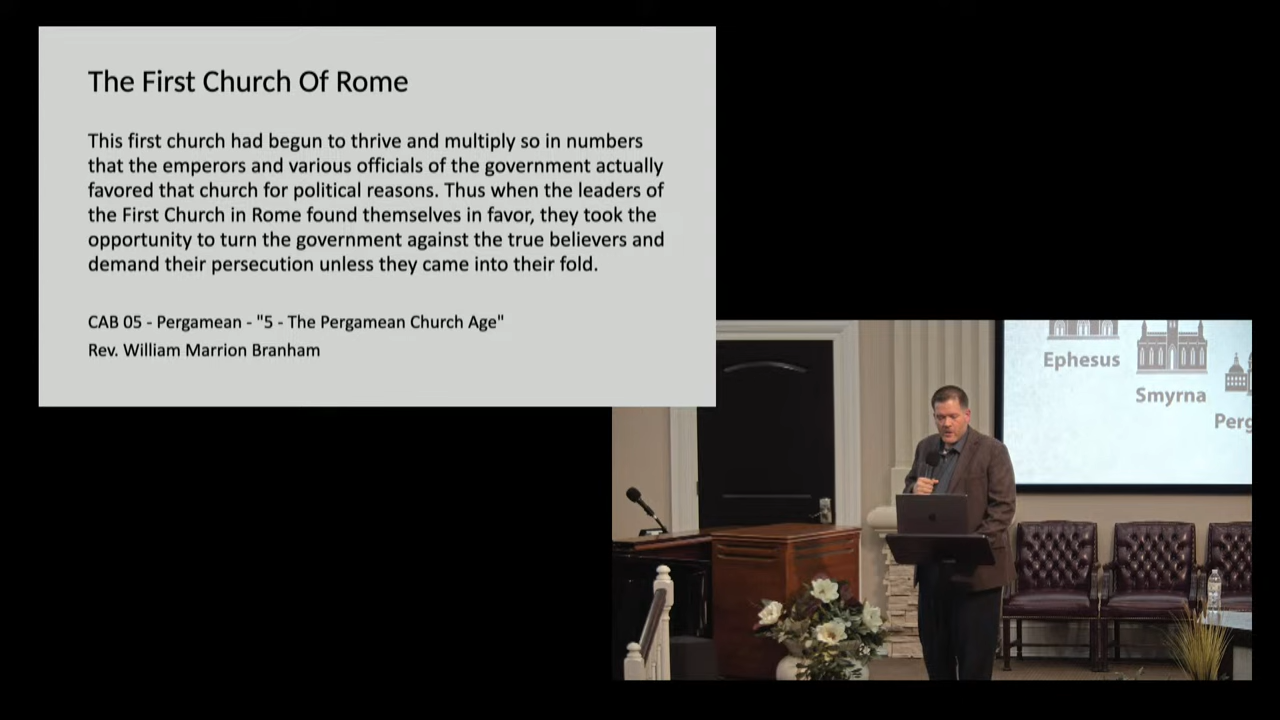 The First Church Of Rome
This first church had begun to thrive and multiply so in numbers
that the emperors and various officials of the government actually
favored that church for political reasons. Thus when the leaders of
the First Church in Rome found themselves in favor, they took the
opportunity to turn the government against the true believers and
demand their persecution unless they came into their fold.
CAB 05 - Pergamean - "5 - The Pergamean Church Age"
Rev. William Marrion Branham
Ephesus
Smyrna
Perg